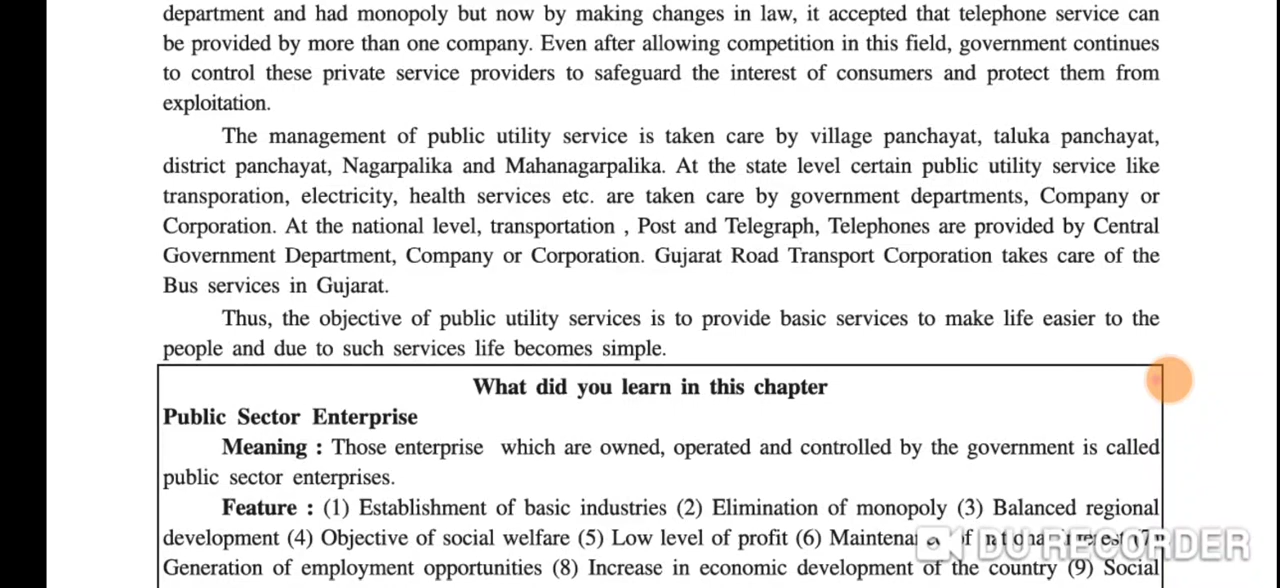 department and had monopoly but now by making changes in law, it accepted that telephone service can
be provided by more than one company. Even after allowing competition in this field, government continues
to control these private service providers to safeguard the interest of consumers and protect them from
exploitation.
The management of public utility service is taken care by village panchayat, taluka panchayat,
district panchayat, Nagarpalika and Mahanagarpalika. At the state level certain public utility service like
transporation, electricity, health services etc. are taken care by government departments, Company or
Corporation. At the national level, transportation , Post and Telegraph, Telephones are provided by Central
Government Department, Company or Corporation. Gujarat Road Transport Corporation takes care of the
Bus services in Gujarat.
Thus, the objective of public utility services is to provide basic services to make life easier to the
people and due to such services life becomes simple.
What did you learn in this chapter
Public Sector Enterprise
Meaning : Those enterprise which are owned, operated and controlled by the government is called
public sector enterprises.
Feature : (1) Establishment of basic industries (2) Elimination of monopoly (3) Balanced regional
development (4) Objective of social welfare (5) Low level of profit (6)
DU RECORDER
Generation of employment opportunities (8) Increase in economic development of the country (9) Social